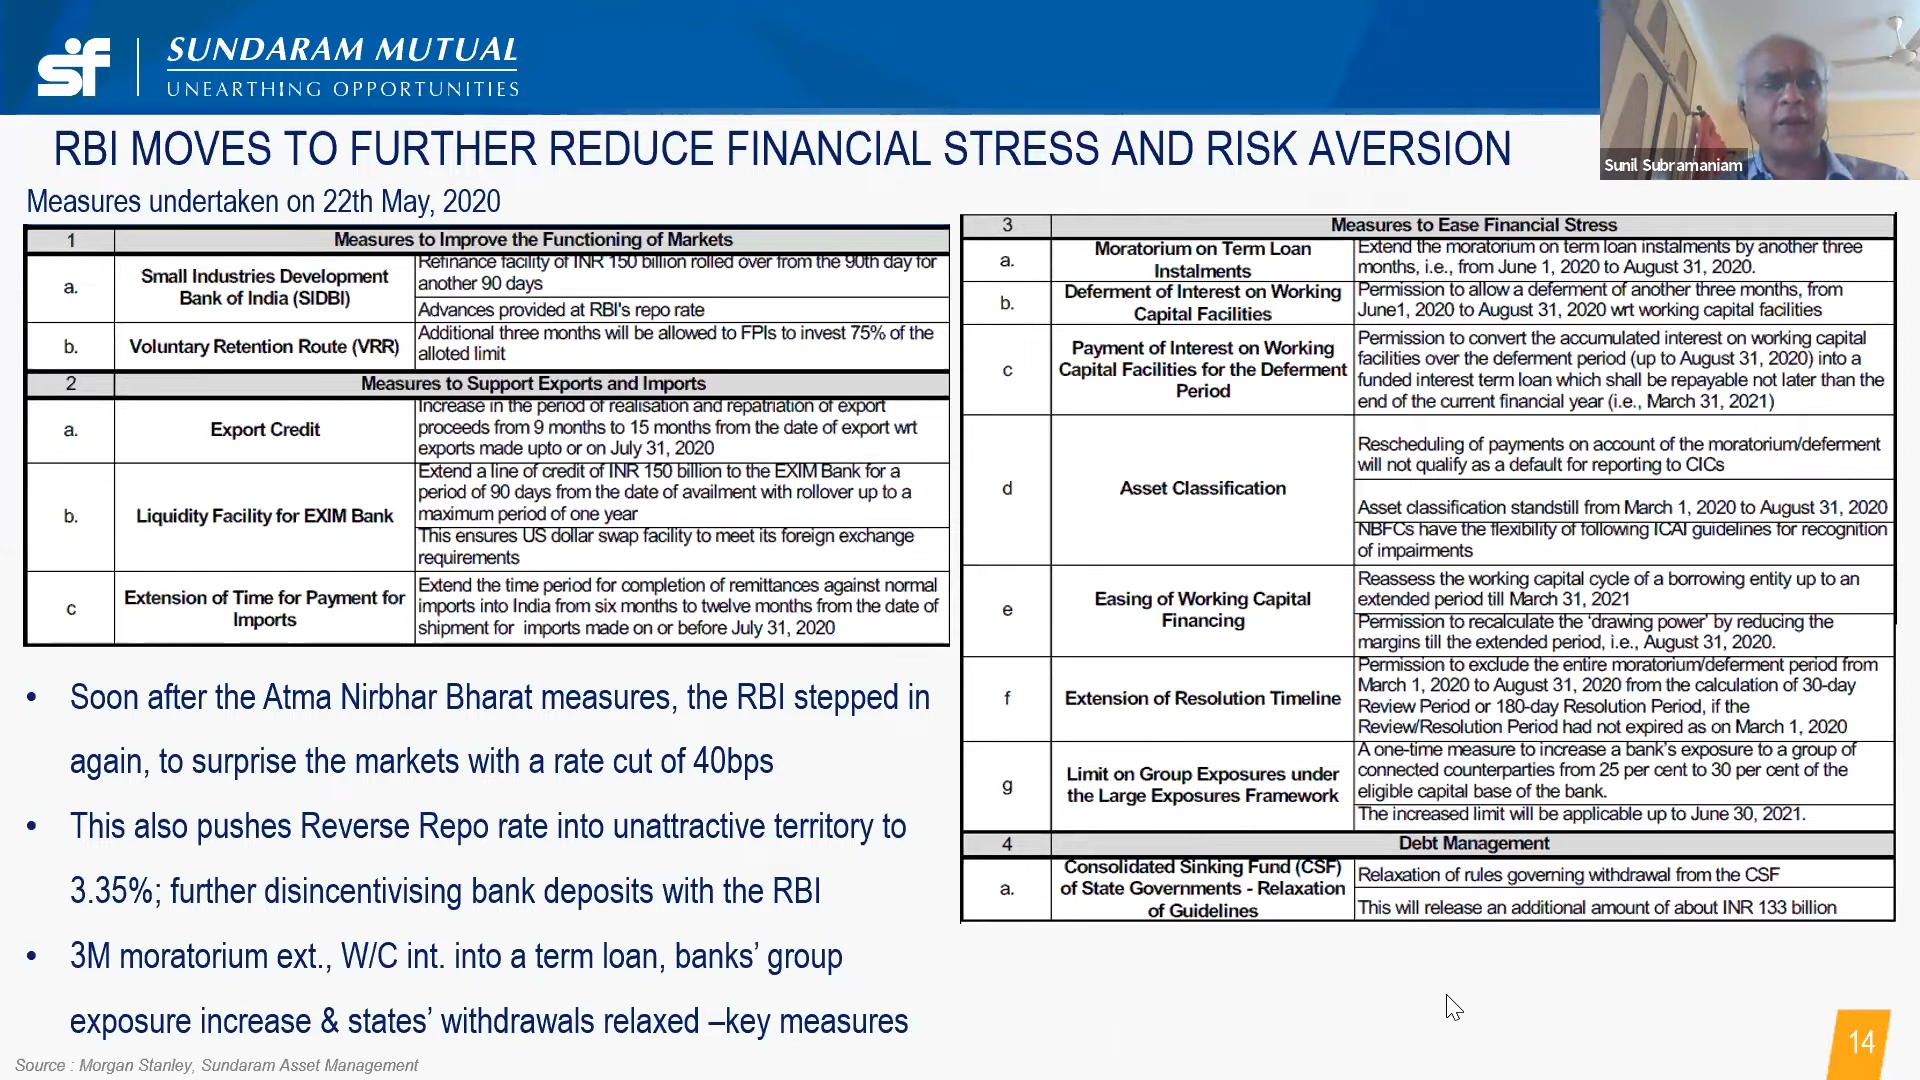 sf
SUNDARAM MUTUAL
UNEARTHING OPPORTUNITIES
Sunil Subramaniam
RBI MOVES TO FURTHER REDUCE FINANCIAL STRESS AND RISK AVERSION
Measures undertaken on 22th May, 2020
1
Measures to Improve the Functioning of Markets
a.
Small Industries Development
Bank of India (SIDBI)
Refinance facility of INR 150 billion rolled over from the 90th day for
another 90 days
Advances provided at RBI's repo rate
b.
Voluntary Retention Route (VRR)
Additional three months will be allowed to FPIs to invest 75% of the
alloted limit
2
Measures to Support Exports and Imports
a.
Export Credit
Increase in the period of realisation and repatriation of export
proceeds from 9 months to 15 months from the date of export wrt
exports made upto or on July 31, 2020
b.
Liquidity Facility for EXIM Bank
Extend a line of credit of INR 150 billion to the EXIM Bank for a
period of 90 days from the date of availment with rollover up to a
maximum period of one year
This ensures US dollar swap facility to meet its foreign exchange
requirements
c
Extension of Time for Payment for
Imports
Extend the time period for completion of remittances against normal
imports into India from six months to twelve months from the date of
shipment for imports made on or before July 31, 2020
3
Measures to Ease Financial Stress
a.
Moratorium on Term Loan
Instalments
Extend the moratorium on term loan instalments by another three
months, i.e., from June 1, 2020 to August 31, 2020.
b.
Deferment of Interest on Working
Capital Facilities
Permission to allow a deferment of another three months, from
June1, 2020 to August 31, 2020 wrt working capital facilities
c
Payment of Interest on Working
Capital Facilities for the Deferment
Period
Permission to convert the accumulated interest on working capital
facilities over the deferment period (up to August 31, 2020) into a
funded interest term loan which shall be repayable not later than the
end of the current financial year (i.e., March 31, 2021)
d
Asset Classification
Rescheduling of payments on account of the moratorium/deferment
will not qualify as a default for reporting to CICs
Asset classification standstill from March 1, 2020 to August 31, 2020
NBFCs have the flexibility of following ICAI guidelines for recognition
of impairments
e
Easing of Working Capital
Financing
Reassess the working capital cycle of a borrowing entity up to an
extended period till March 31, 2021
Permission to recalculate the ‘drawing power’ by reducing the
margins till the extended period, i.e., August 31, 2020.
f
Extension of Resolution Timeline
Permission to exclude the entire moratorium/deferment period from
March 1, 2020 to August 31, 2020 from the calculation of 30-day
Review Period or 180-day Resolution Period, if the
Review/Resolution Period had not expired as on March 1, 2020
g
Limit on Group Exposures under
the Large Exposures Framework
A one-time measure to increase a bank’s exposure to a group of
connected counterparties from 25 per cent to 30 per cent of the
eligible capital base of the bank.
The increased limit will be applicable up to June 30, 2021.
4
Debt Management
a.
Consolidated Sinking Fund (CSF)
of State Governments - Relaxation
of Guidelines
Relaxation of rules governing withdrawal from the CSF
This will release an additional amount of about INR 133 billion
• Soon after the Atma Nirbhar Bharat measures, the RBI stepped in
again, to surprise the markets with a rate cut of 40bps
• This also pushes Reverse Repo rate into unattractive territory to
3.35%; further disincentivising bank deposits with the RBI
• 3M moratorium ext., W/C int. into a term loan, banks’ group
exposure increase & states’ withdrawals relaxed –key measures
Source : Morgan Stanley, Sundaram Asset Management
14